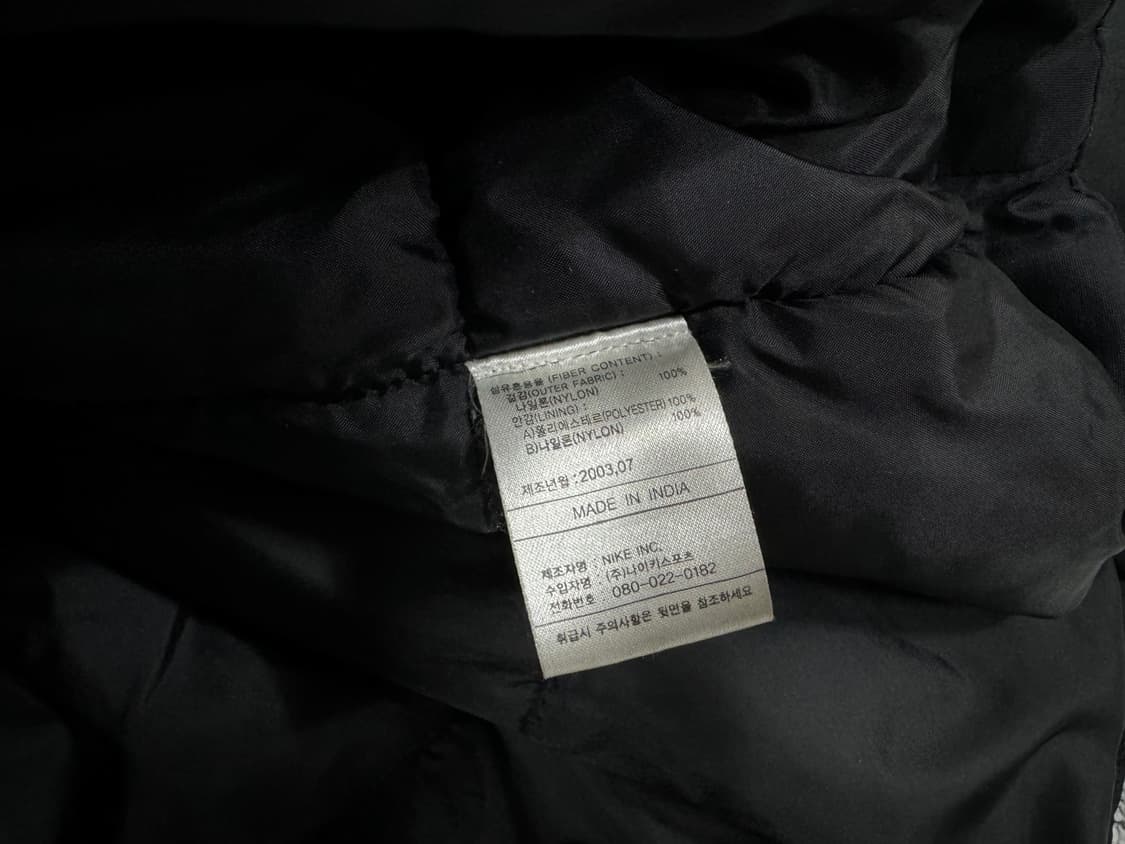 섬유혼용율 (FIBER CONTENT) :
겉감(OUTER FABRIC) :
나일론(NYLON) 100%
안감(LINING) :
A)폴리에스테르(POLYESTER) 100%
B)나일론(NYLON) 100%
제조년월 : 2003,07
MADE IN INDIA
제조자명 : NIKE INC.
수입자명 : (주)나이키스포츠
전화번호 : 080-022-0182
취급시 주의사항은 뒷면을 참조하세요